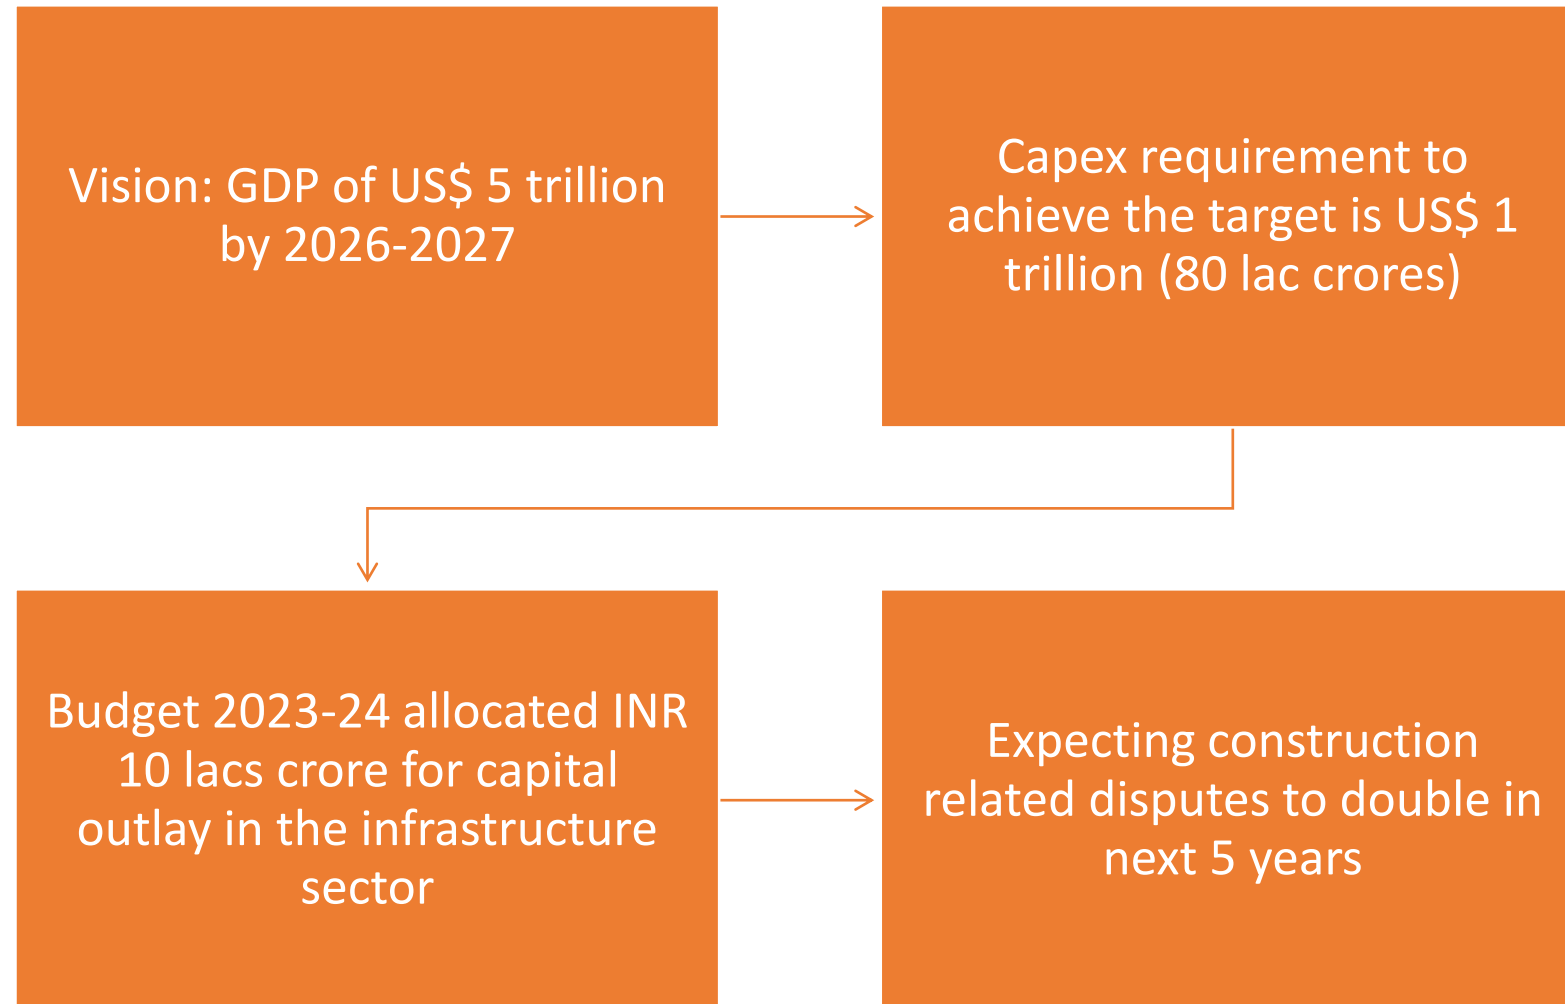 Vision: GDP of US$ 5 trillion
by 2026-2027
Capex requirement to
achieve the target is US$ 1
trillion (80 lac crores)
Budget 2023-24 allocated INR
10 lacs crore for capital
outlay in the infrastructure
sector
Expecting construction
related disputes to double in
next 5 years